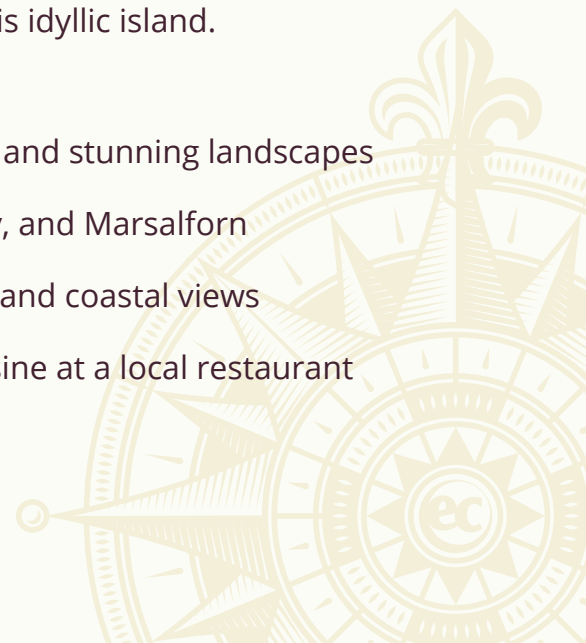 is idyllic island.
and stunning landscapes
, and Marsalforn
and coastal views
ine at a local restaurant
ec